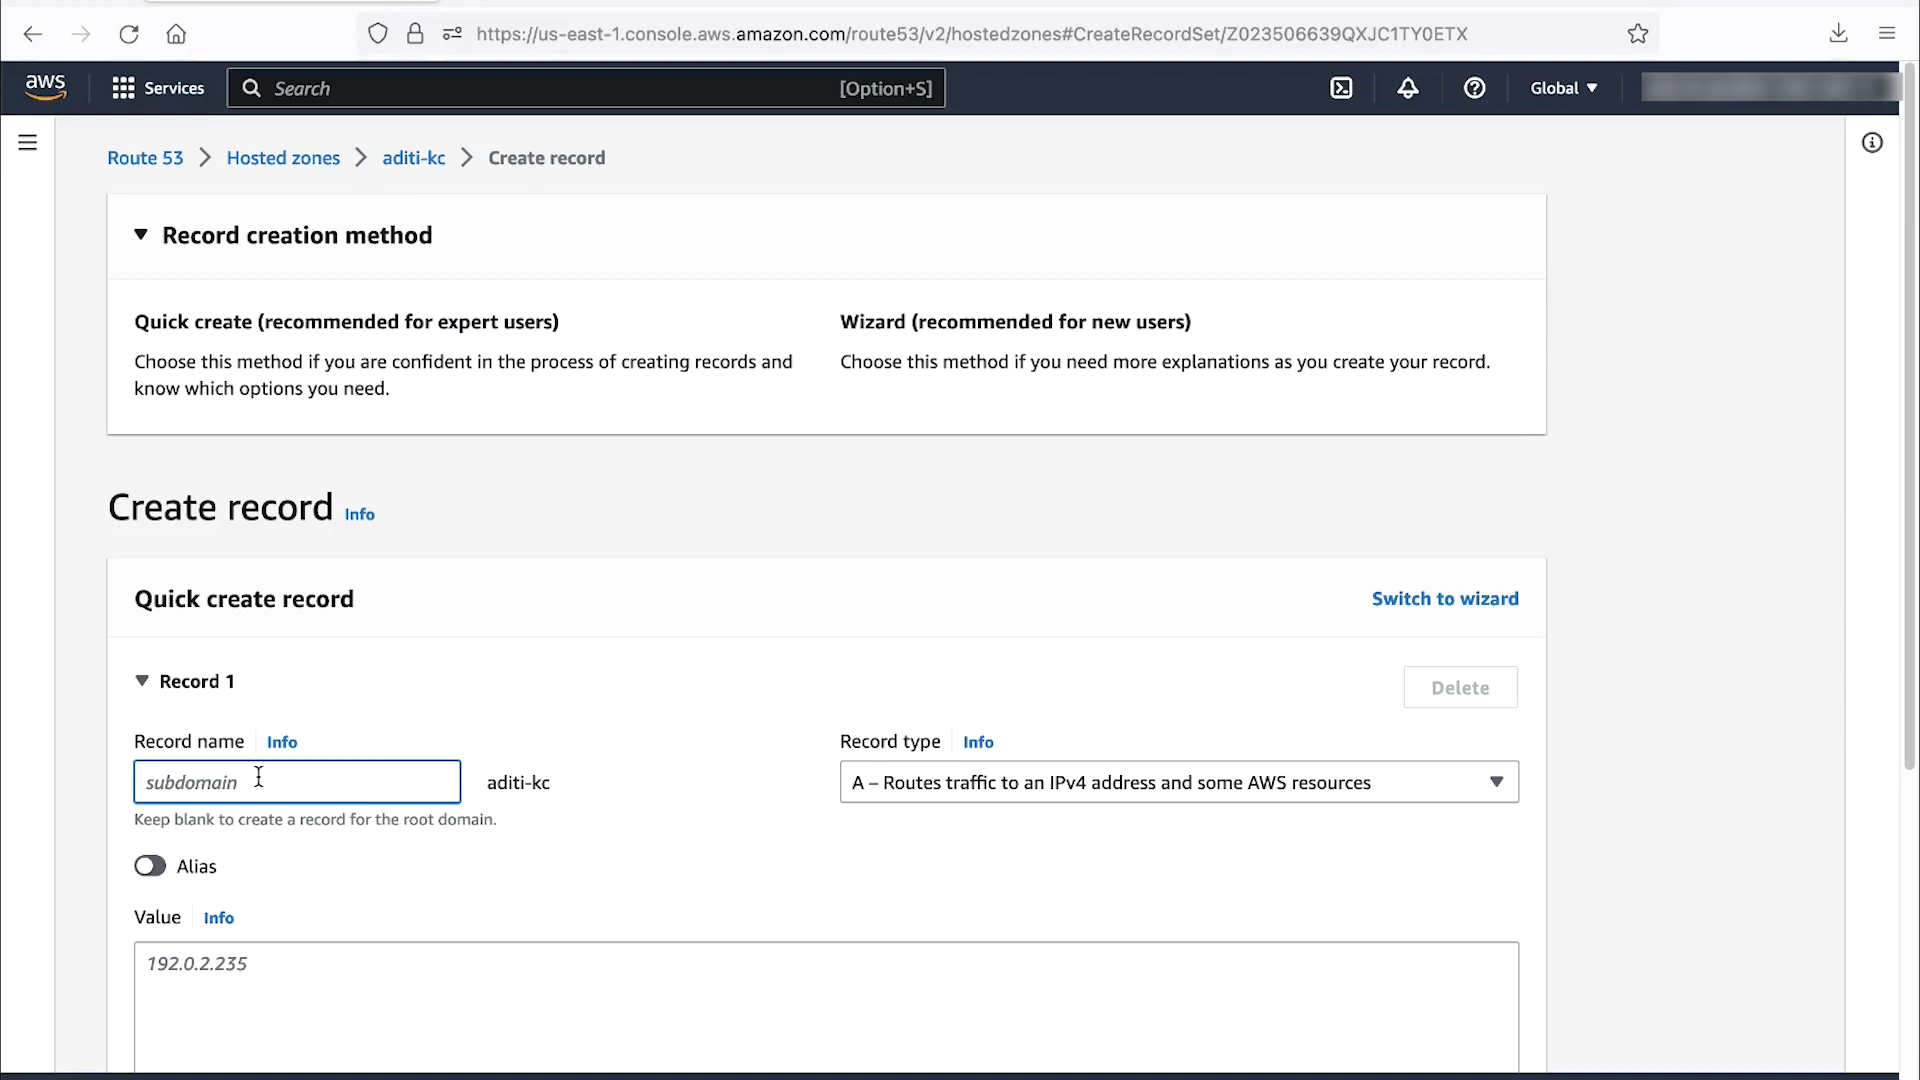 https://us-east-1.console.aws.amazon.com/route53/v2/hostedzones#CreateRecordSet/Z023506639QXJC1TY0ETX
aws Services Search [Option+S] Global
Route 53 Hosted zones aditi-kc Create record
Record creation method
Quick create (recommended for expert users)
Choose this method if you are confident in the process of creating records and
know which options you need.
Wizard (recommended for new users)
Choose this method if you need more explanations as you create your record.
Create record Info
Quick create record Switch to wizard
Record 1 Delete
Record name Info
subdomain aditi-kc
Keep blank to create a record for the root domain.
Record type Info
A – Routes traffic to an IPv4 address and some AWS resources
Alias
Value Info
192.0.2.235